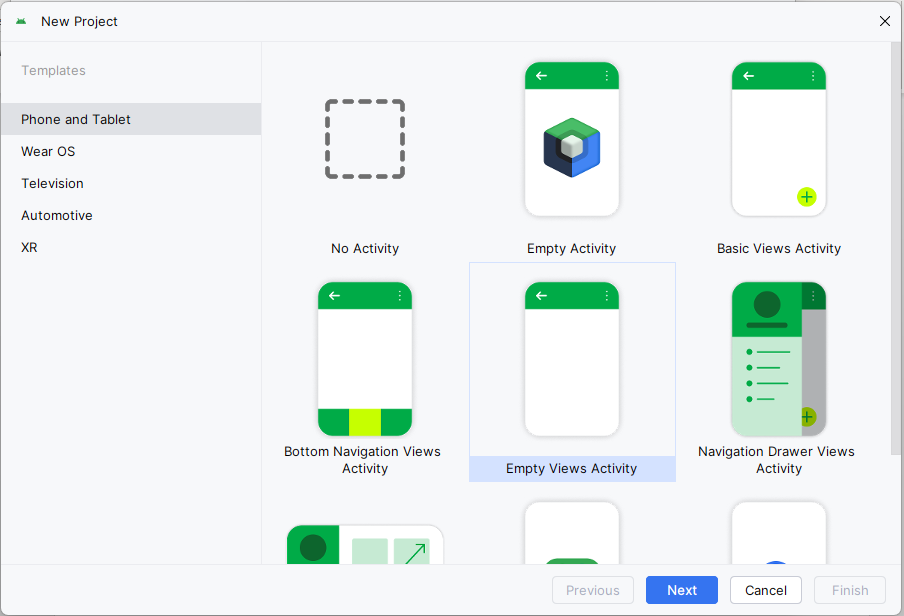 New Project
Templates
Phone and Tablet
Wear OS
Television
Automotive
XR
No Activity
Empty Activity
Basic Views Activity
Bottom Navigation Views
Activity
Empty Views Activity
Navigation Drawer Views
Activity
Previous
Next
Cancel
Finish